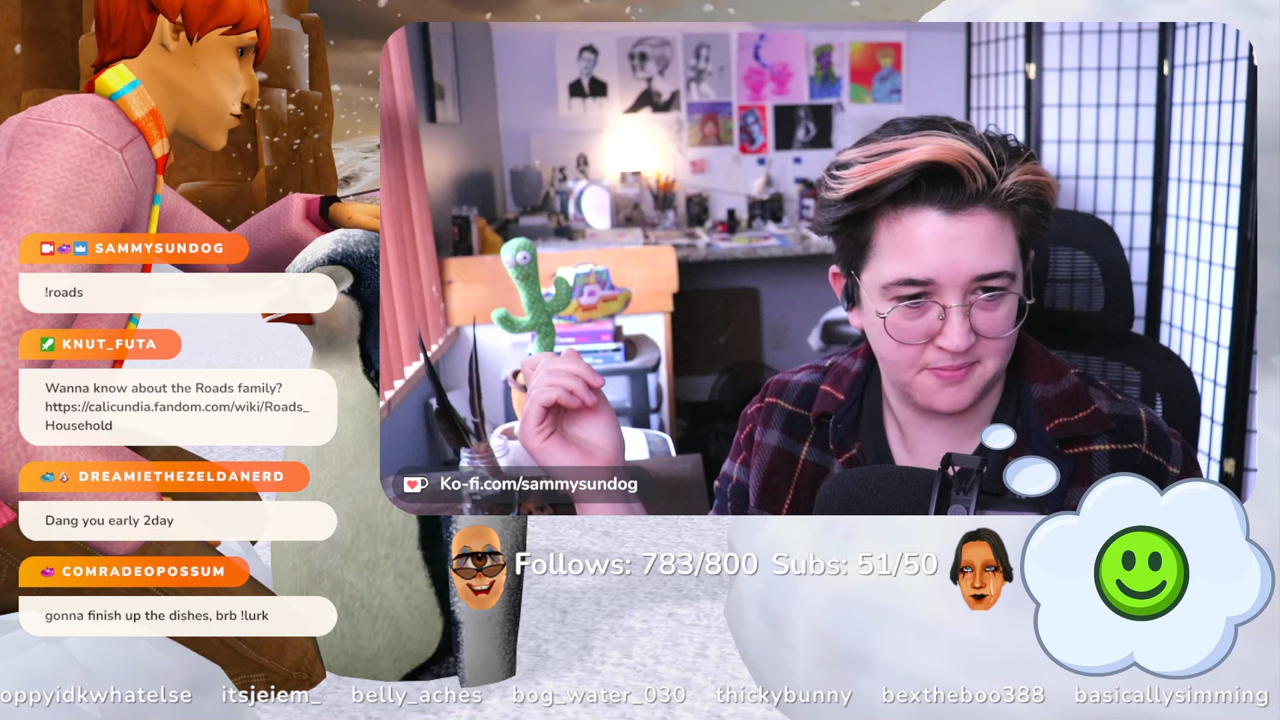 SAMMYSUNDOG
!roads
KNUT_FUTA
Wanna know about the Roads family?
https://calicundia.fandom.com/wiki/Roads_
Household
DREAMIETHEZELDANERD
Dang you early 2day
COMRADEOPOSSUM
gonna finish up the dishes, brb !lurk
Ko-fi.com/sammysundog
Follows: 783/800 Subs: 51/50
oppyidkwhatelse itsjeiem_ belly_aches bog_water_030 thickybunny bextheboo388 basicallysimming